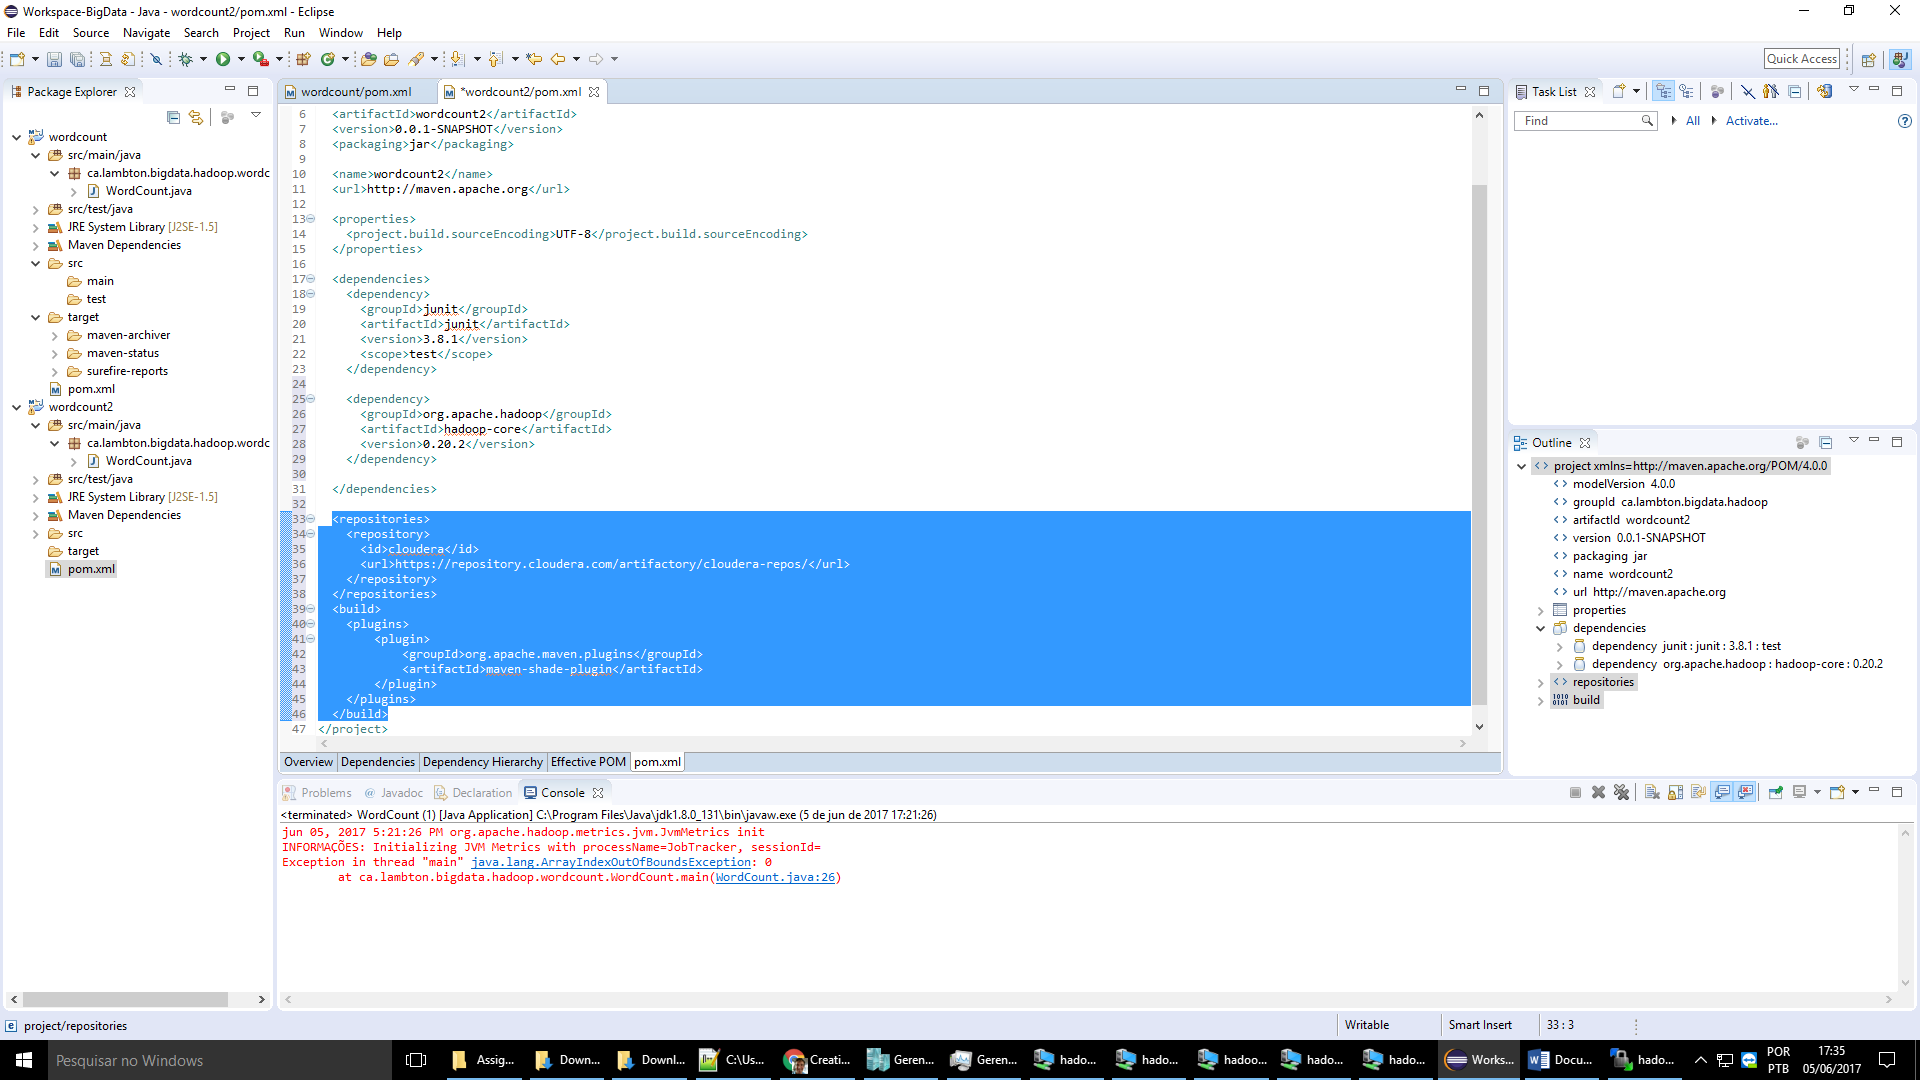 Workspace-BigData - Java - wordcount2/pom.xml - Eclipse
File Edit Source Navigate Search Project Run Window Help
Quick Access
Package Explorer
wordcount
src/main/java
ca.lambton.bigdata.hadoop.wordc
WordCount.java
src/test/java
JRE System Library [J2SE-1.5]
Maven Dependencies
src
main
test
target
maven-archiver
maven-status
surefire-reports
pom.xml
wordcount2
src/main/java
ca.lambton.bigdata.hadoop.wordc
WordCount.java
src/test/java
JRE System Library [J2SE-1.5]
Maven Dependencies
src
target
pom.xml
wordcount/pom.xml
*wordcount2/pom.xml
6 <artifactId>wordcount2</artifactId>
7 <version>0.0.1-SNAPSHOT</version>
8 <packaging>jar</packaging>
9
10 <name>wordcount2</name>
11 <url>http://maven.apache.org</url>
12
13 <properties>
14 <project.build.sourceEncoding>UTF-8</project.build.sourceEncoding>
15 </properties>
16
17 <dependencies>
18 <dependency>
19 <groupId>junit</groupId>
20 <artifactId>junit</artifactId>
21 <version>3.8.1</version>
22 <scope>test</scope>
23 </dependency>
24
25 <dependency>
26 <groupId>org.apache.hadoop</groupId>
27 <artifactId>hadoop-core</artifactId>
28 <version>0.20.2</version>
29 </dependency>
30
31 </dependencies>
32
33 <repositories>
34 <repository>
35 <id>cloudera</id>
36 <url>https://repository.cloudera.com/artifactory/cloudera-repos/</url>
37 </repository>
38 </repositories>
39 <build>
40 <plugins>
41 <plugin>
42 <groupId>org.apache.maven.plugins</groupId>
43 <artifactId>maven-shade-plugin</artifactId>
44 </plugin>
45 </plugins>
46 </build>
47 </project>
Overview Dependencies Dependency Hierarchy Effective POM pom.xml
Task List
Find All Activate...
Outline
project xmlns=http://maven.apache.org/POM/4.0.0
modelVersion 4.0.0
groupId ca.lambton.bigdata.hadoop
artifactId wordcount2
version 0.0.1-SNAPSHOT
packaging jar
name wordcount2
url http://maven.apache.org
properties
dependencies
dependency junit : junit : 3.8.1 : test
dependency org.apache.hadoop : hadoop-core : 0.20.2
repositories
build
Problems Javadoc Declaration Console
<terminated> WordCount (1) [Java Application] C:\Program Files\Java\jdk1.8.0_131\bin\javaw.exe (5 de jun de 2017 17:21:26)
jun 05, 2017 5:21:26 PM org.apache.hadoop.metrics.jvm.JvmMetrics init
INFORMAÇÕES: Initializing JVM Metrics with processName=JobTracker, sessionId=
Exception in thread "main" java.lang.ArrayIndexOutOfBoundsException: 0
at ca.lambton.bigdata.hadoop.wordcount.WordCount.main(WordCount.java:26)
project/repositories
Writable Smart Insert 33 : 3
Pesquisar no Windows
Assig... Down... Downl... C:\Us... Creati... Geren... Geren... hado... hado... hadoo... hado... hado... Works... Docu... hado...
POR
PTB
17:35
05/06/2017